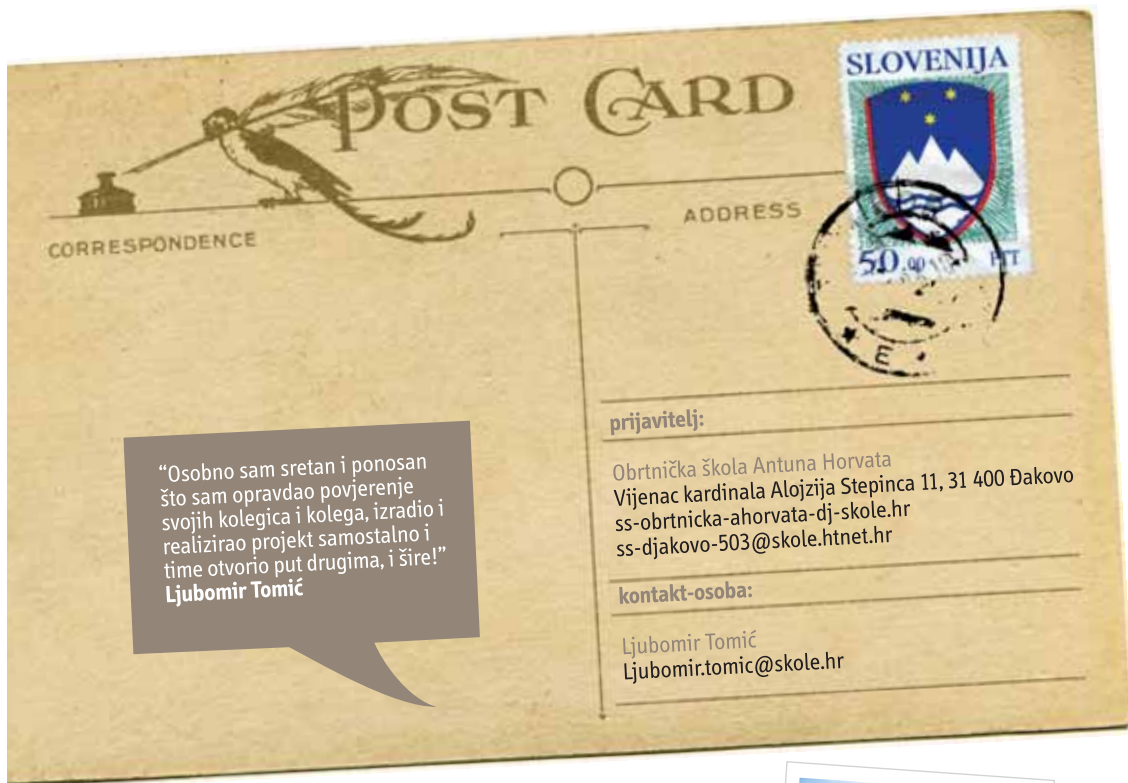 POST CARD
SLOVENIJA
50.00 PTT
E
CORRESPONDENCE
ADDRESS
“Osobno sam sretan i ponosan
što sam opravdao povjerenje
svojih kolegica i kolega, izradio i
realizirao projekt samostalno i
time otvorio put drugima, i šire!”
Ljubomir Tomić
prijavitelj:
Obrtnička škola Antuna Horvata
Vijenac kardinala Alojzija Stepinca 11, 31 400 Đakovo
ss-obrtnicka-ahorvata-dj-skole.hr
ss-djakovo-503@skole.htnet.hr
kontakt-osoba:
Ljubomir Tomić
Ljubomir.tomic@skole.hr